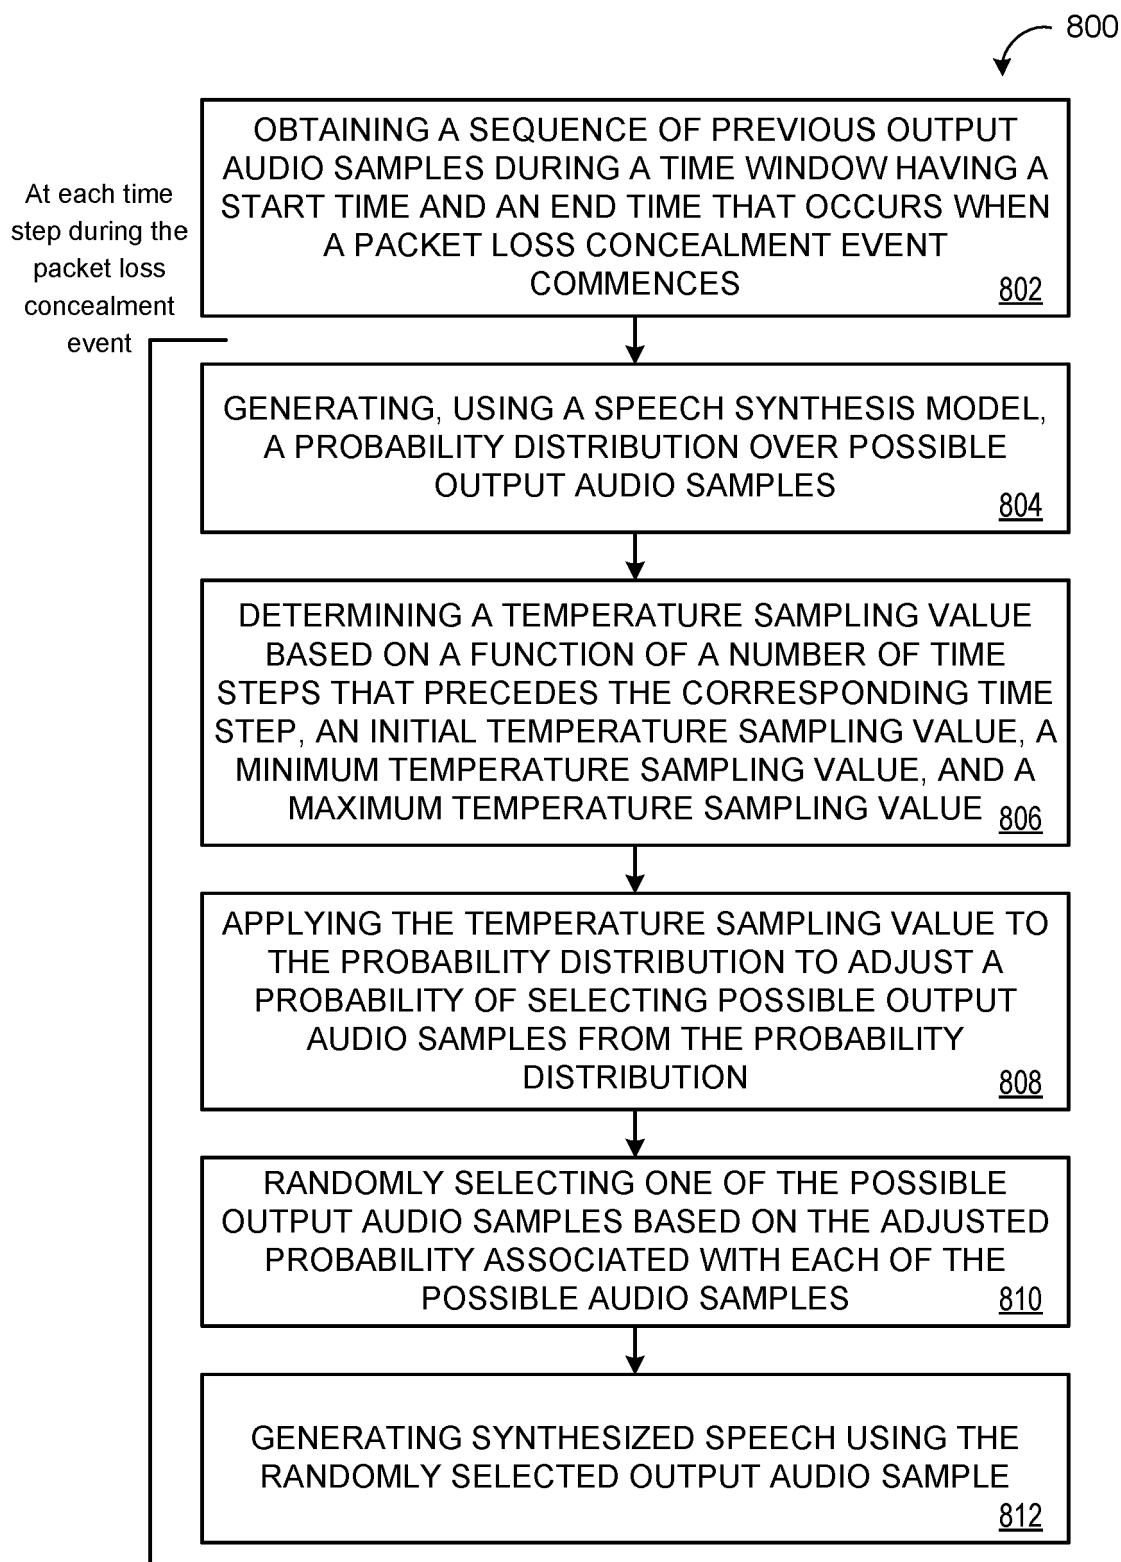 800
OBTAINING A SEQUENCE OF PREVIOUS OUTPUT
AUDIO SAMPLES DURING A TIME WINDOW HAVING A
START TIME AND AN END TIME THAT OCCURS WHEN
A PACKET LOSS CONCEALMENT EVENT
COMMENCES
802
At each time
step during the
packet loss
concealment
event
GENERATING, USING A SPEECH SYNTHESIS MODEL,
A PROBABILITY DISTRIBUTION OVER POSSIBLE
OUTPUT AUDIO SAMPLES
804
DETERMINING A TEMPERATURE SAMPLING VALUE
BASED ON A FUNCTION OF A NUMBER OF TIME
STEPS THAT PRECEDES THE CORRESPONDING TIME
STEP, AN INITIAL TEMPERATURE SAMPLING VALUE, A
MINIMUM TEMPERATURE SAMPLING VALUE, AND A
MAXIMUM TEMPERATURE SAMPLING VALUE
806
APPLYING THE TEMPERATURE SAMPLING VALUE TO
THE PROBABILITY DISTRIBUTION TO ADJUST A
PROBABILITY OF SELECTING POSSIBLE OUTPUT
AUDIO SAMPLES FROM THE PROBABILITY
DISTRIBUTION
808
RANDOMLY SELECTING ONE OF THE POSSIBLE
OUTPUT AUDIO SAMPLES BASED ON THE ADJUSTED
PROBABILITY ASSOCIATED WITH EACH OF THE
POSSIBLE AUDIO SAMPLES
810
GENERATING SYNTHESIZED SPEECH USING THE
RANDOMLY SELECTED OUTPUT AUDIO SAMPLE
812